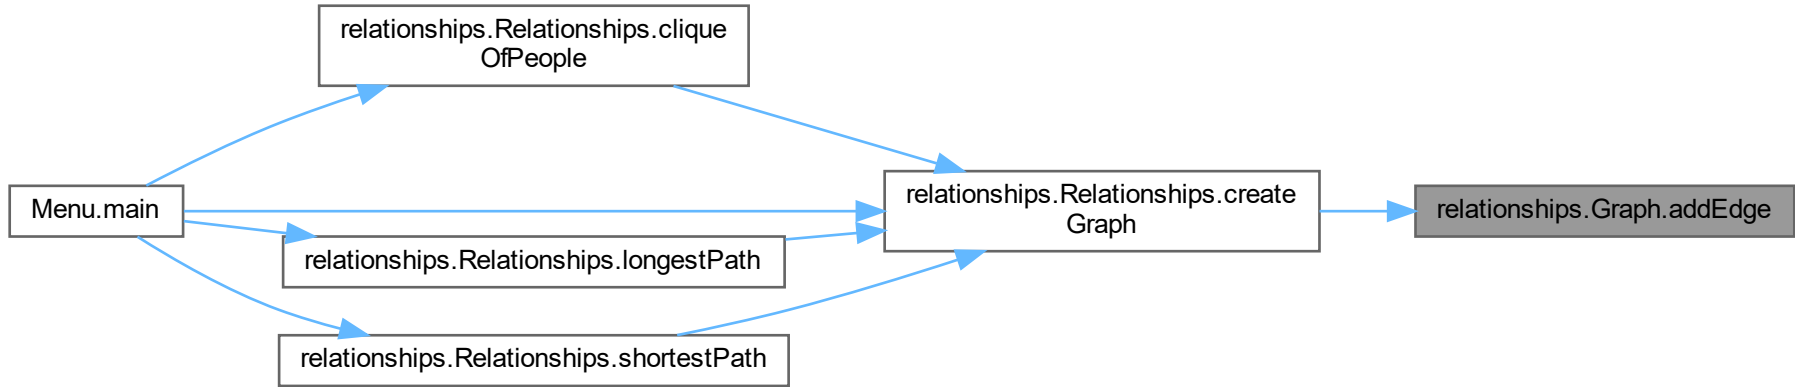 relationships.Relationships.clique
OfPeople
Menu.main
relationships.Relationships.longestPath
relationships.Relationships.shortestPath
relationships.Relationships.create
Graph
relationships.Graph.addEdge